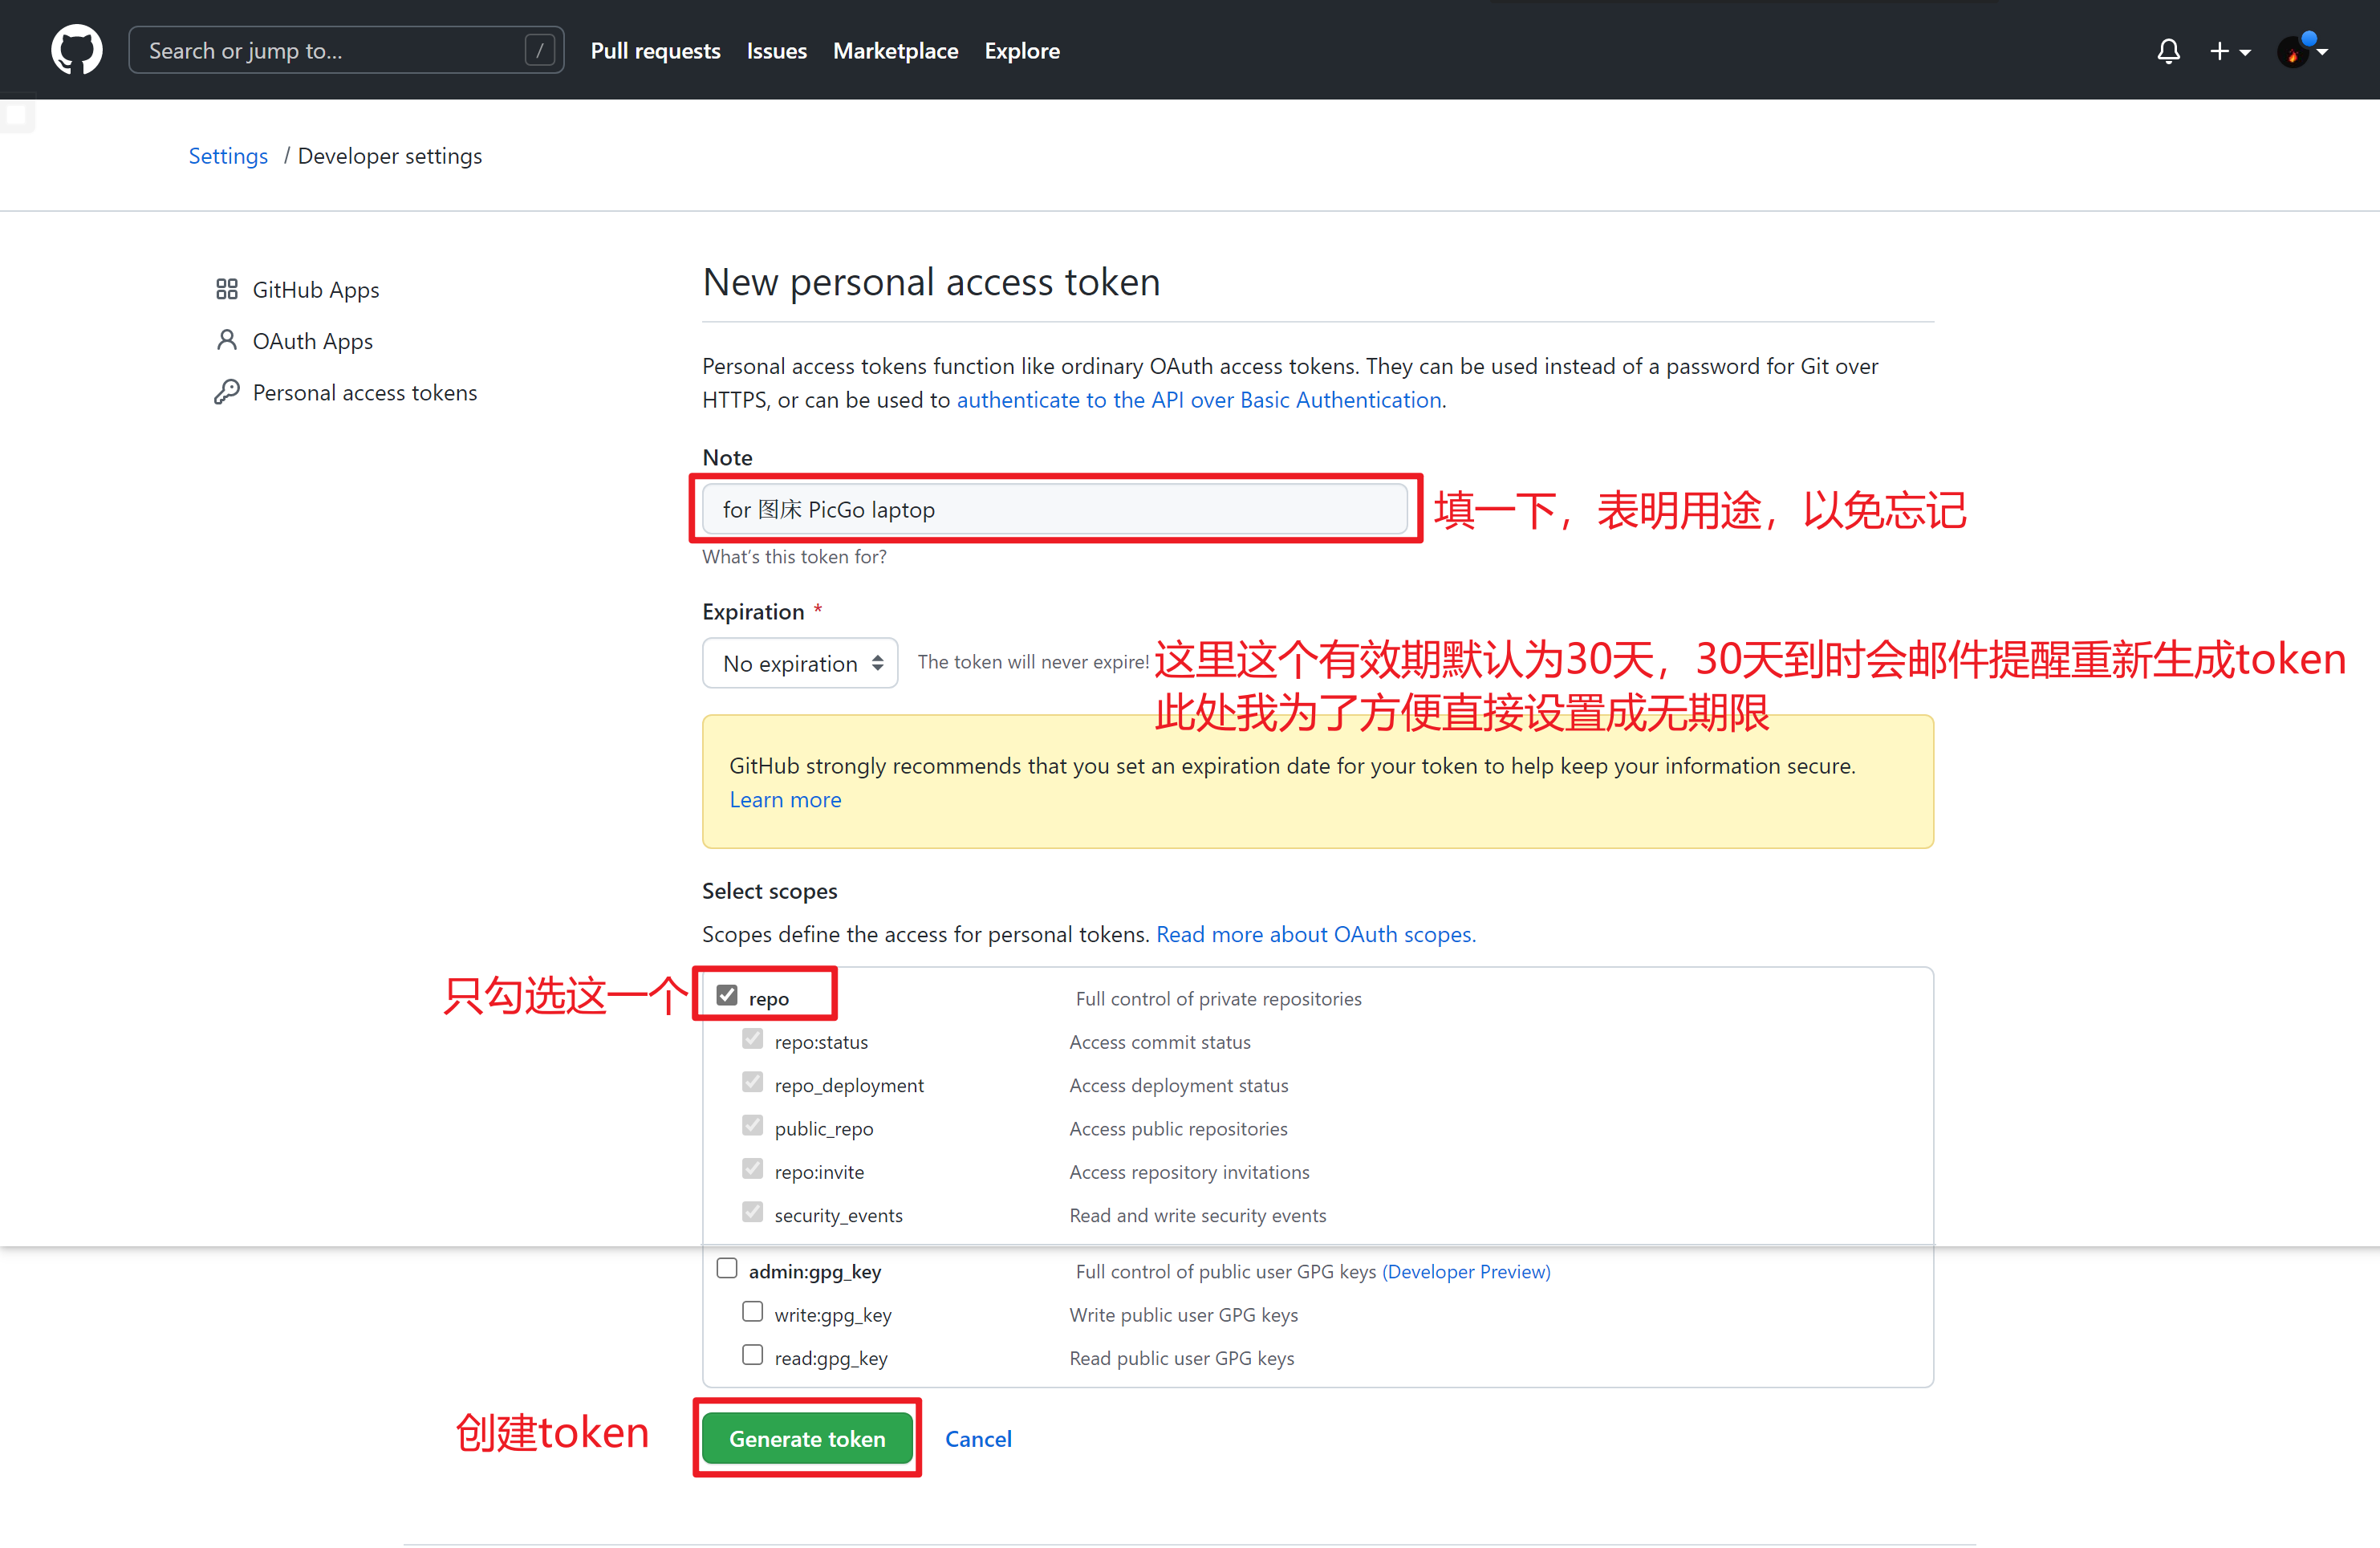 Search or jump to... /
Pull requests Issues Marketplace Explore
Settings / Developer settings
GitHub Apps
OAuth Apps
Personal access tokens
New personal access token
Personal access tokens function like ordinary OAuth access tokens. They can be used instead of a password for Git over
HTTPS, or can be used to authenticate to the API over Basic Authentication.
Note
for 图床 PicGo laptop
填一下，表明用途，以免忘记
What's this token for?
Expiration *
No expiration
The token will never expire!
这里这个有效期默认为30天，30天到时会邮件提醒重新生成token
此处我为了方便直接设置成无期限
GitHub strongly recommends that you set an expiration date for your token to help keep your information secure.
Learn more
Select scopes
Scopes define the access for personal tokens. Read more about OAuth scopes.
只勾选这一个
repo Full control of private repositories
repo:status Access commit status
repo_deployment Access deployment status
public_repo Access public repositories
repo:invite Access repository invitations
security_events Read and write security events
admin:gpg_key Full control of public user GPG keys (Developer Preview)
write:gpg_key Write public user GPG keys
read:gpg_key Read public user GPG keys
创建token
Generate token Cancel